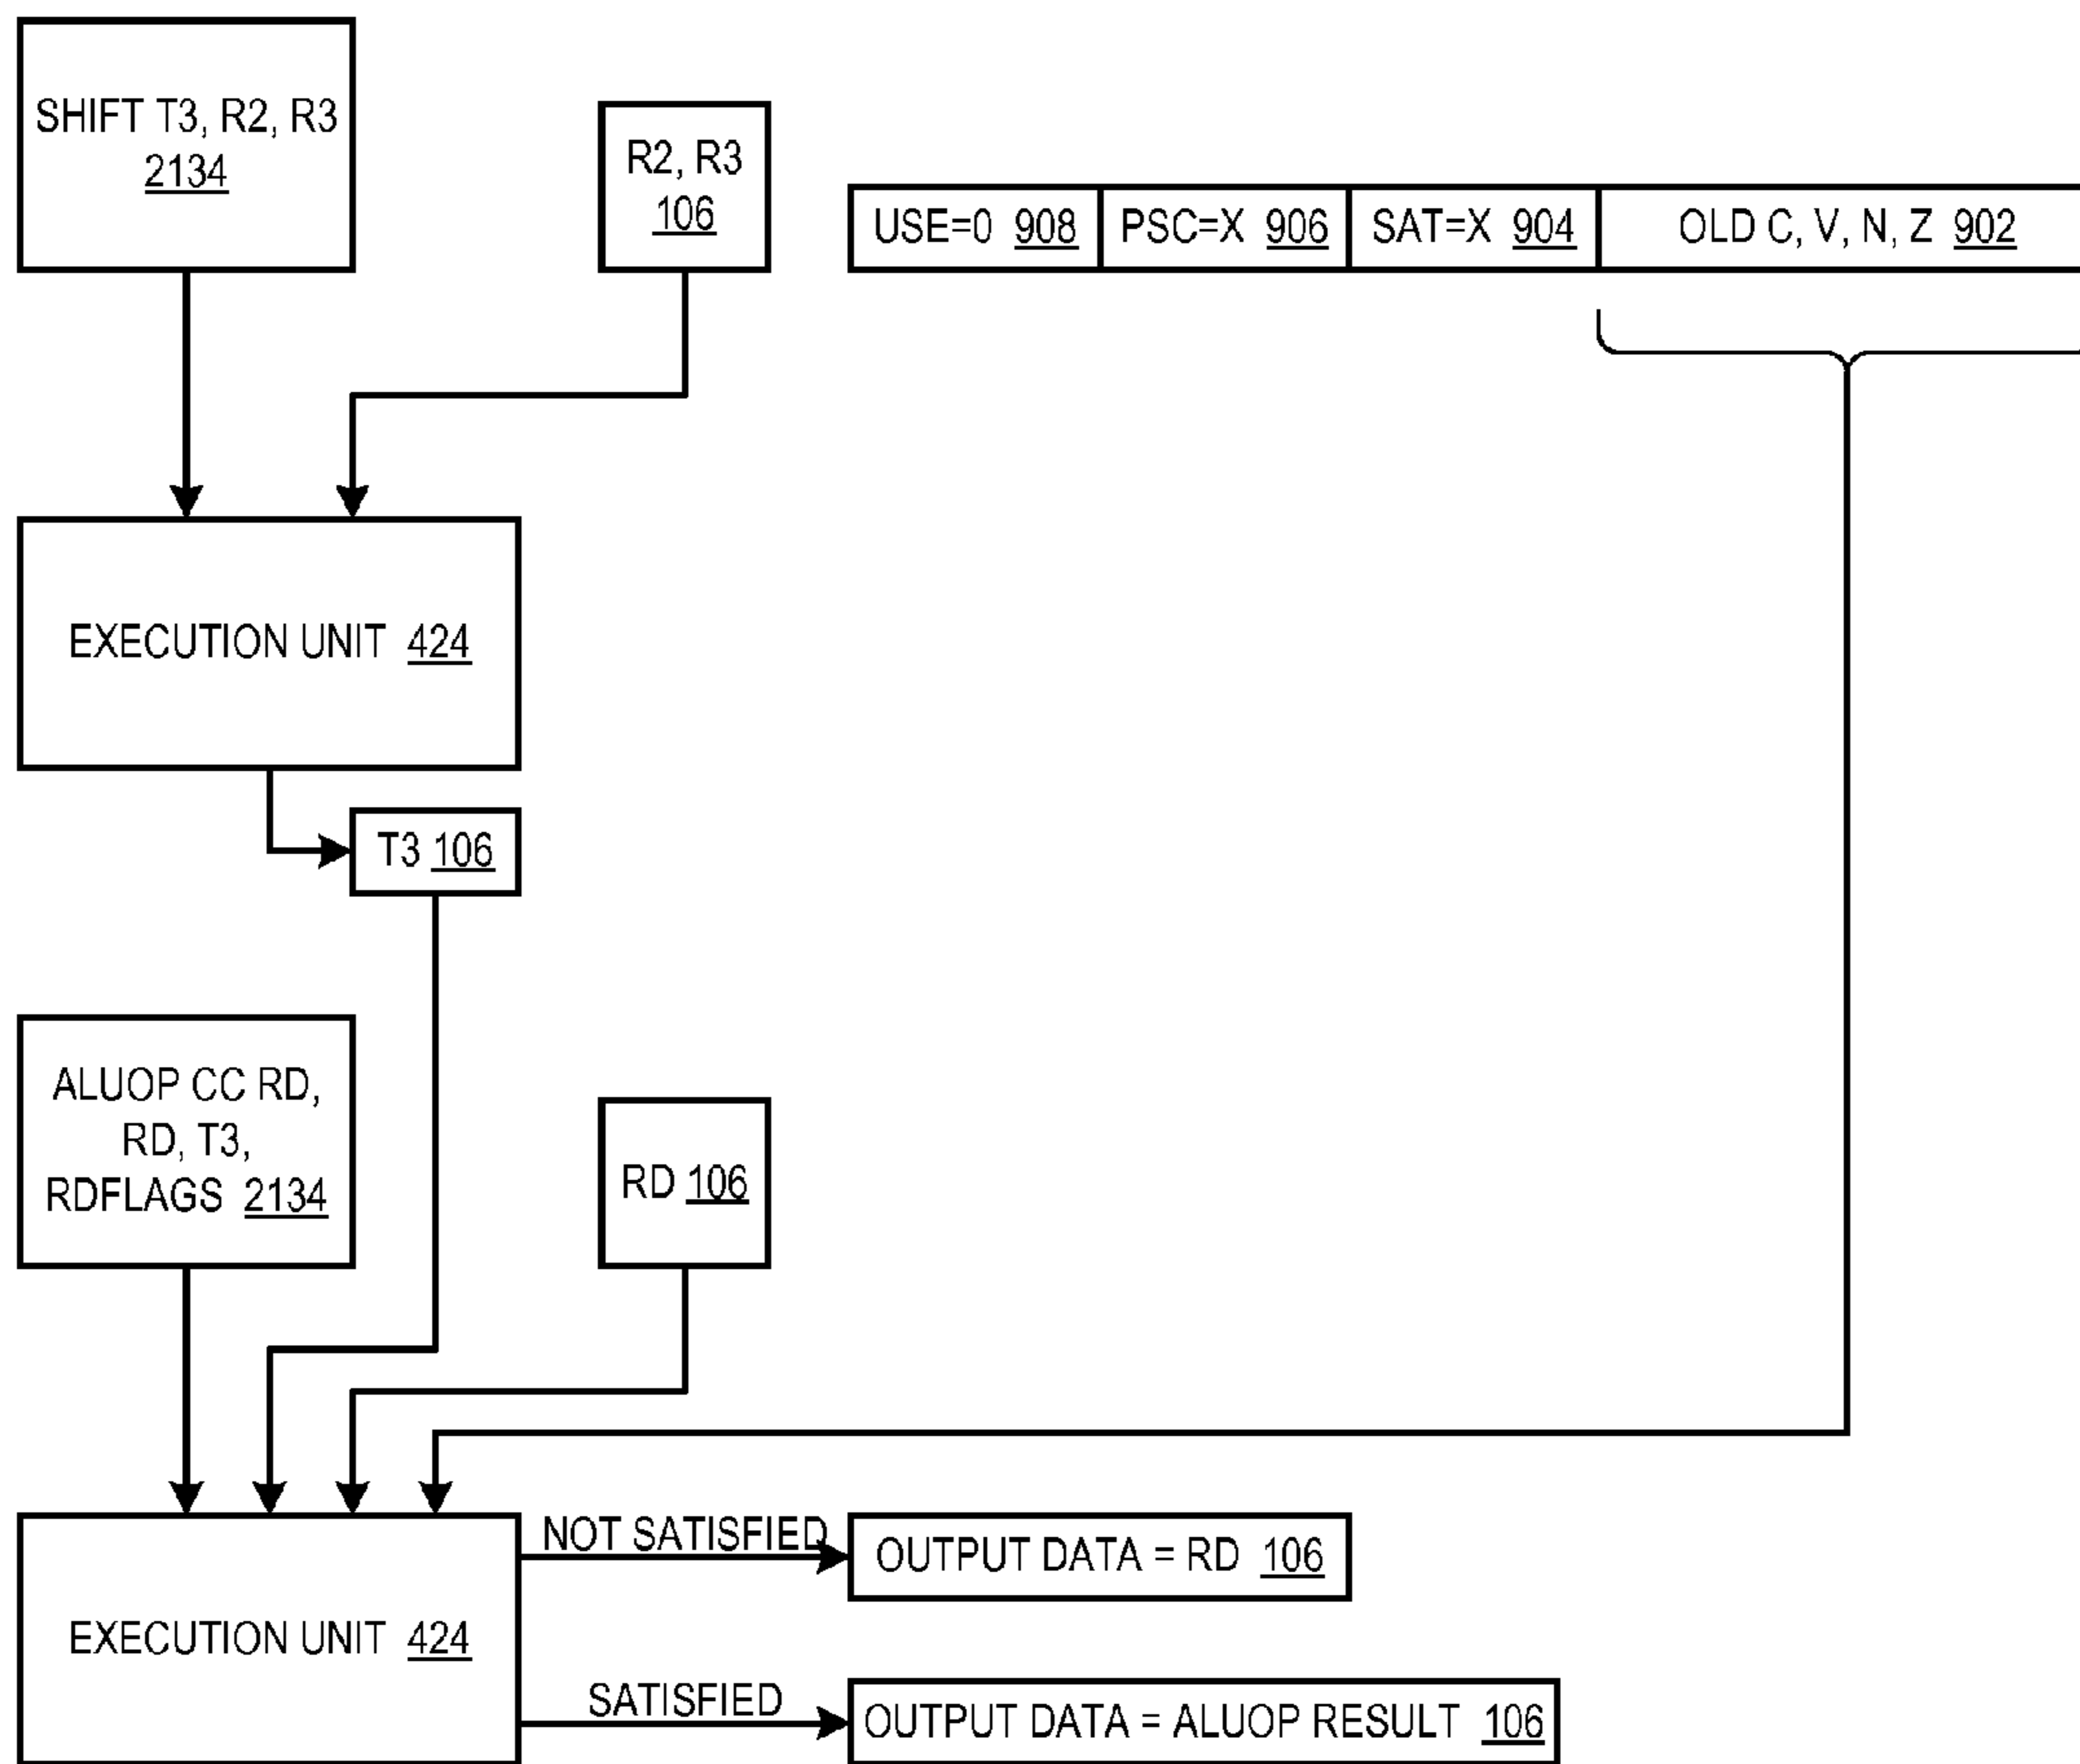 SHIFT T3, R2, R3
2134
R2, R3
106
USE=0 908
PSC=X 906
SAT=X 904
OLD C, V, N, Z 902
EXECUTION UNIT 424
T3 106
ALUOP CC RD,
RD, T3,
RDFLAGS 2134
RD 106
EXECUTION UNIT 424
NOT SATISFIED
OUTPUT DATA = RD 106
SATISFIED
OUTPUT DATA = ALUOP RESULT 106